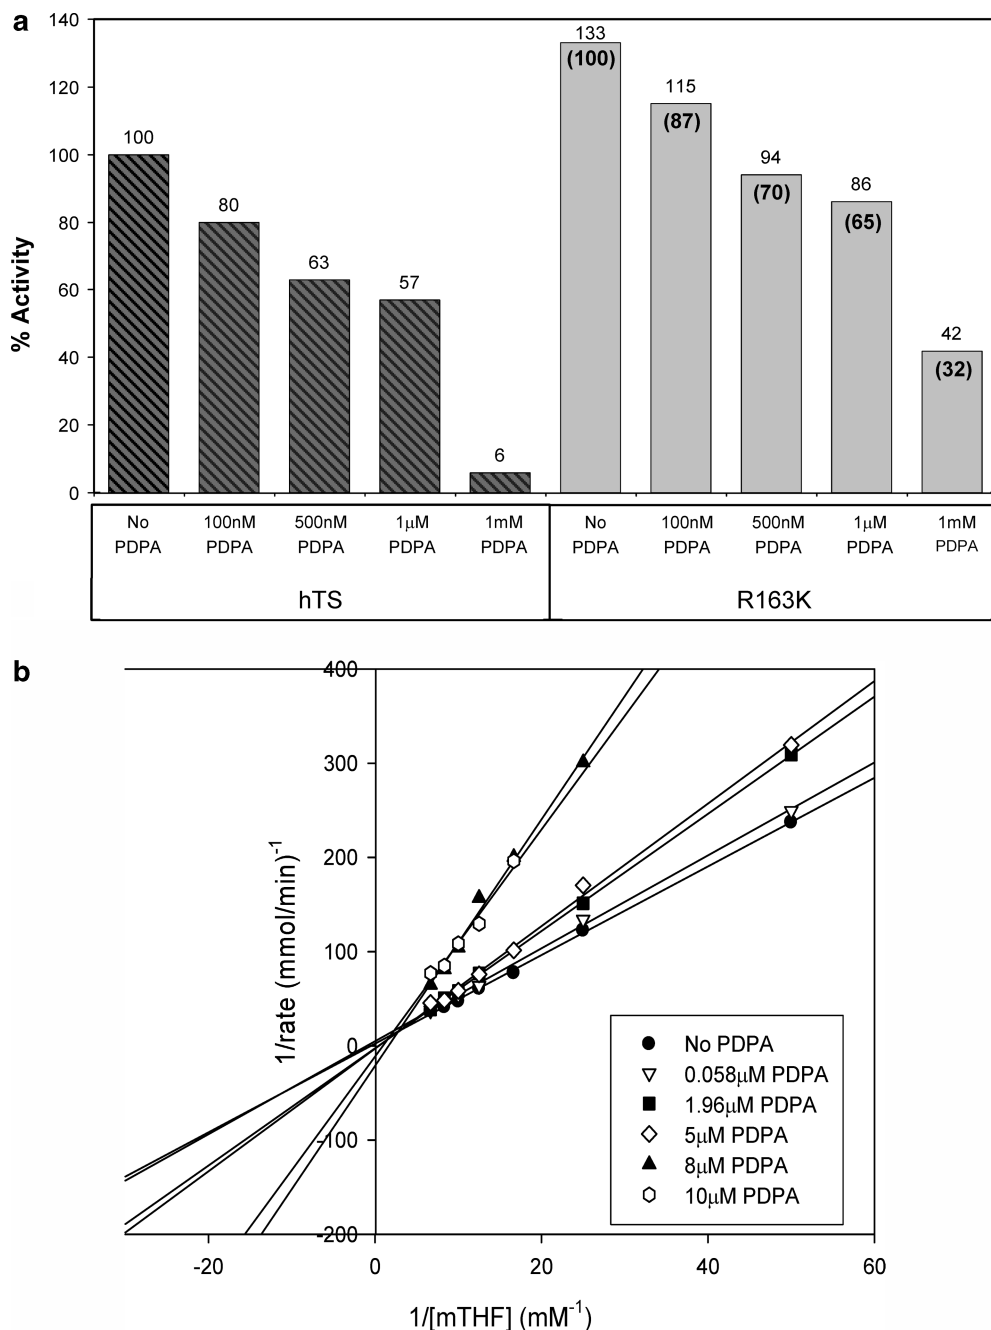 a
% Activity
140
120
100
80
60
40
20
0
100
80
63
57
6
133
(100)
115
(87)
94
(70)
86
(65)
42
(32)
No PDPA
100nM PDPA
500nM PDPA
1μM PDPA
1mM PDPA
No PDPA
100nM PDPA
500nM PDPA
1μM PDPA
1mM PDPA
hTS
R163K
b
1/rate (mmol/min)⁻¹
400
300
200
100
0
-100
-200
-20
0
20
40
60
1/[mTHF] (mM⁻¹)
No PDPA
0.058μM PDPA
1.96μM PDPA
5μM PDPA
8μM PDPA
10μM PDPA